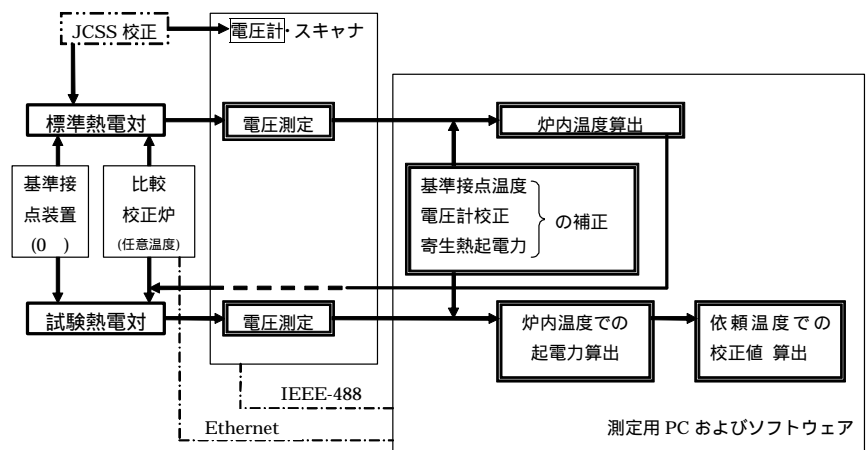 JCSS 校正
電圧計・スキャナ
標準熱電対
電圧測定
炉内温度算出
基準接
点装置
(0 )
比較
校正炉
(任意温度)
基準接点温度
電圧計校正
寄生熱起電力
の補正
試験熱電対
電圧測定
炉内温度での
起電力算出
依頼温度での
校正値 算出
IEEE-488
Ethernet
測定用 PC およびソフトウェア